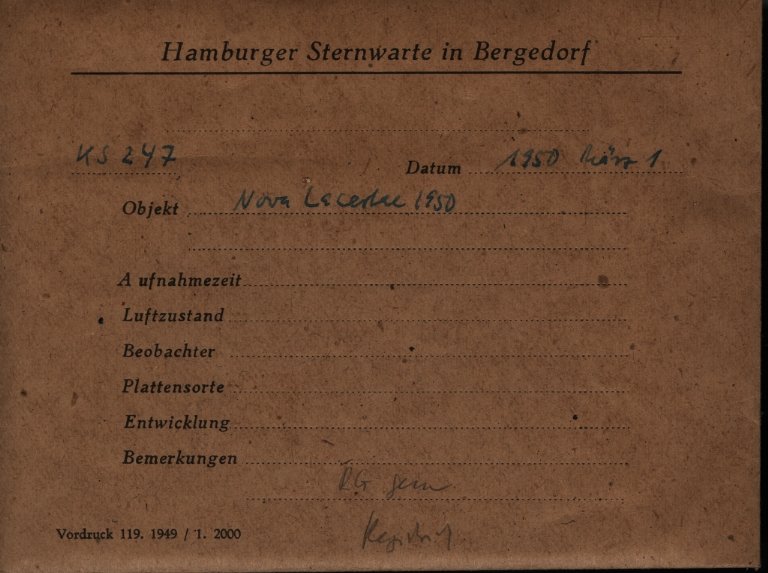 Hamburger Sternwarte in Bergedorf
KS 247 Datum 1950 März 1
Objekt Nova Lacertae 1950
Aufnahmezeit
Luftzustand
Beobachter
Plattensorte
Entwicklung
Bemerkungen
Vordruck 119. 1949 / 1. 2000